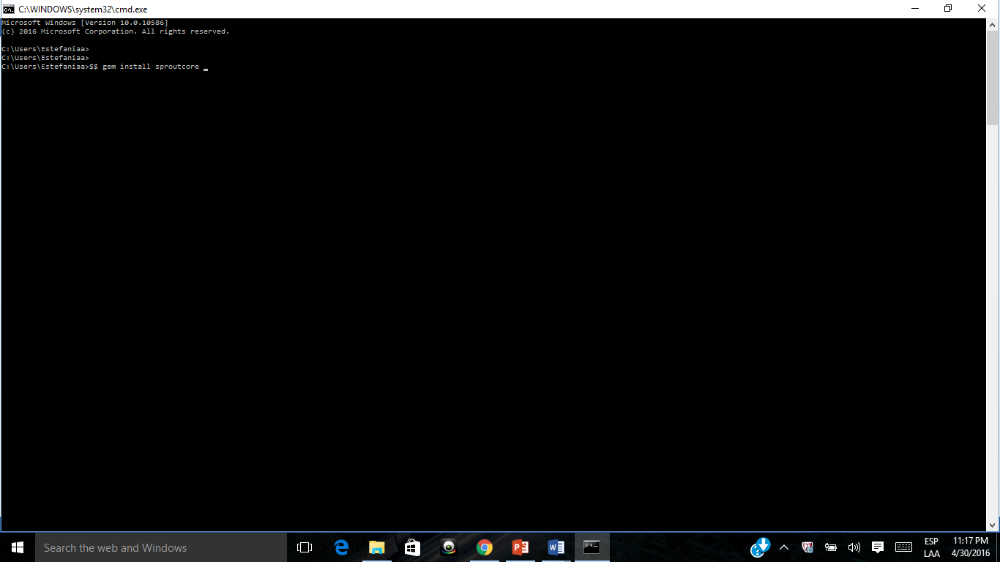 C:\WINDOWS\system32\cmd.exe
Microsoft Windows [Version 10.0.10586]
(c) 2016 Microsoft Corporation. All rights reserved.
C:\Users\Estefaniaa>
C:\Users\Estefaniaa>
C:\Users\Estefaniaa>$$ gem install sproutcore _
Search the web and Windows
ESP
LAA
11:17 PM
4/30/2016